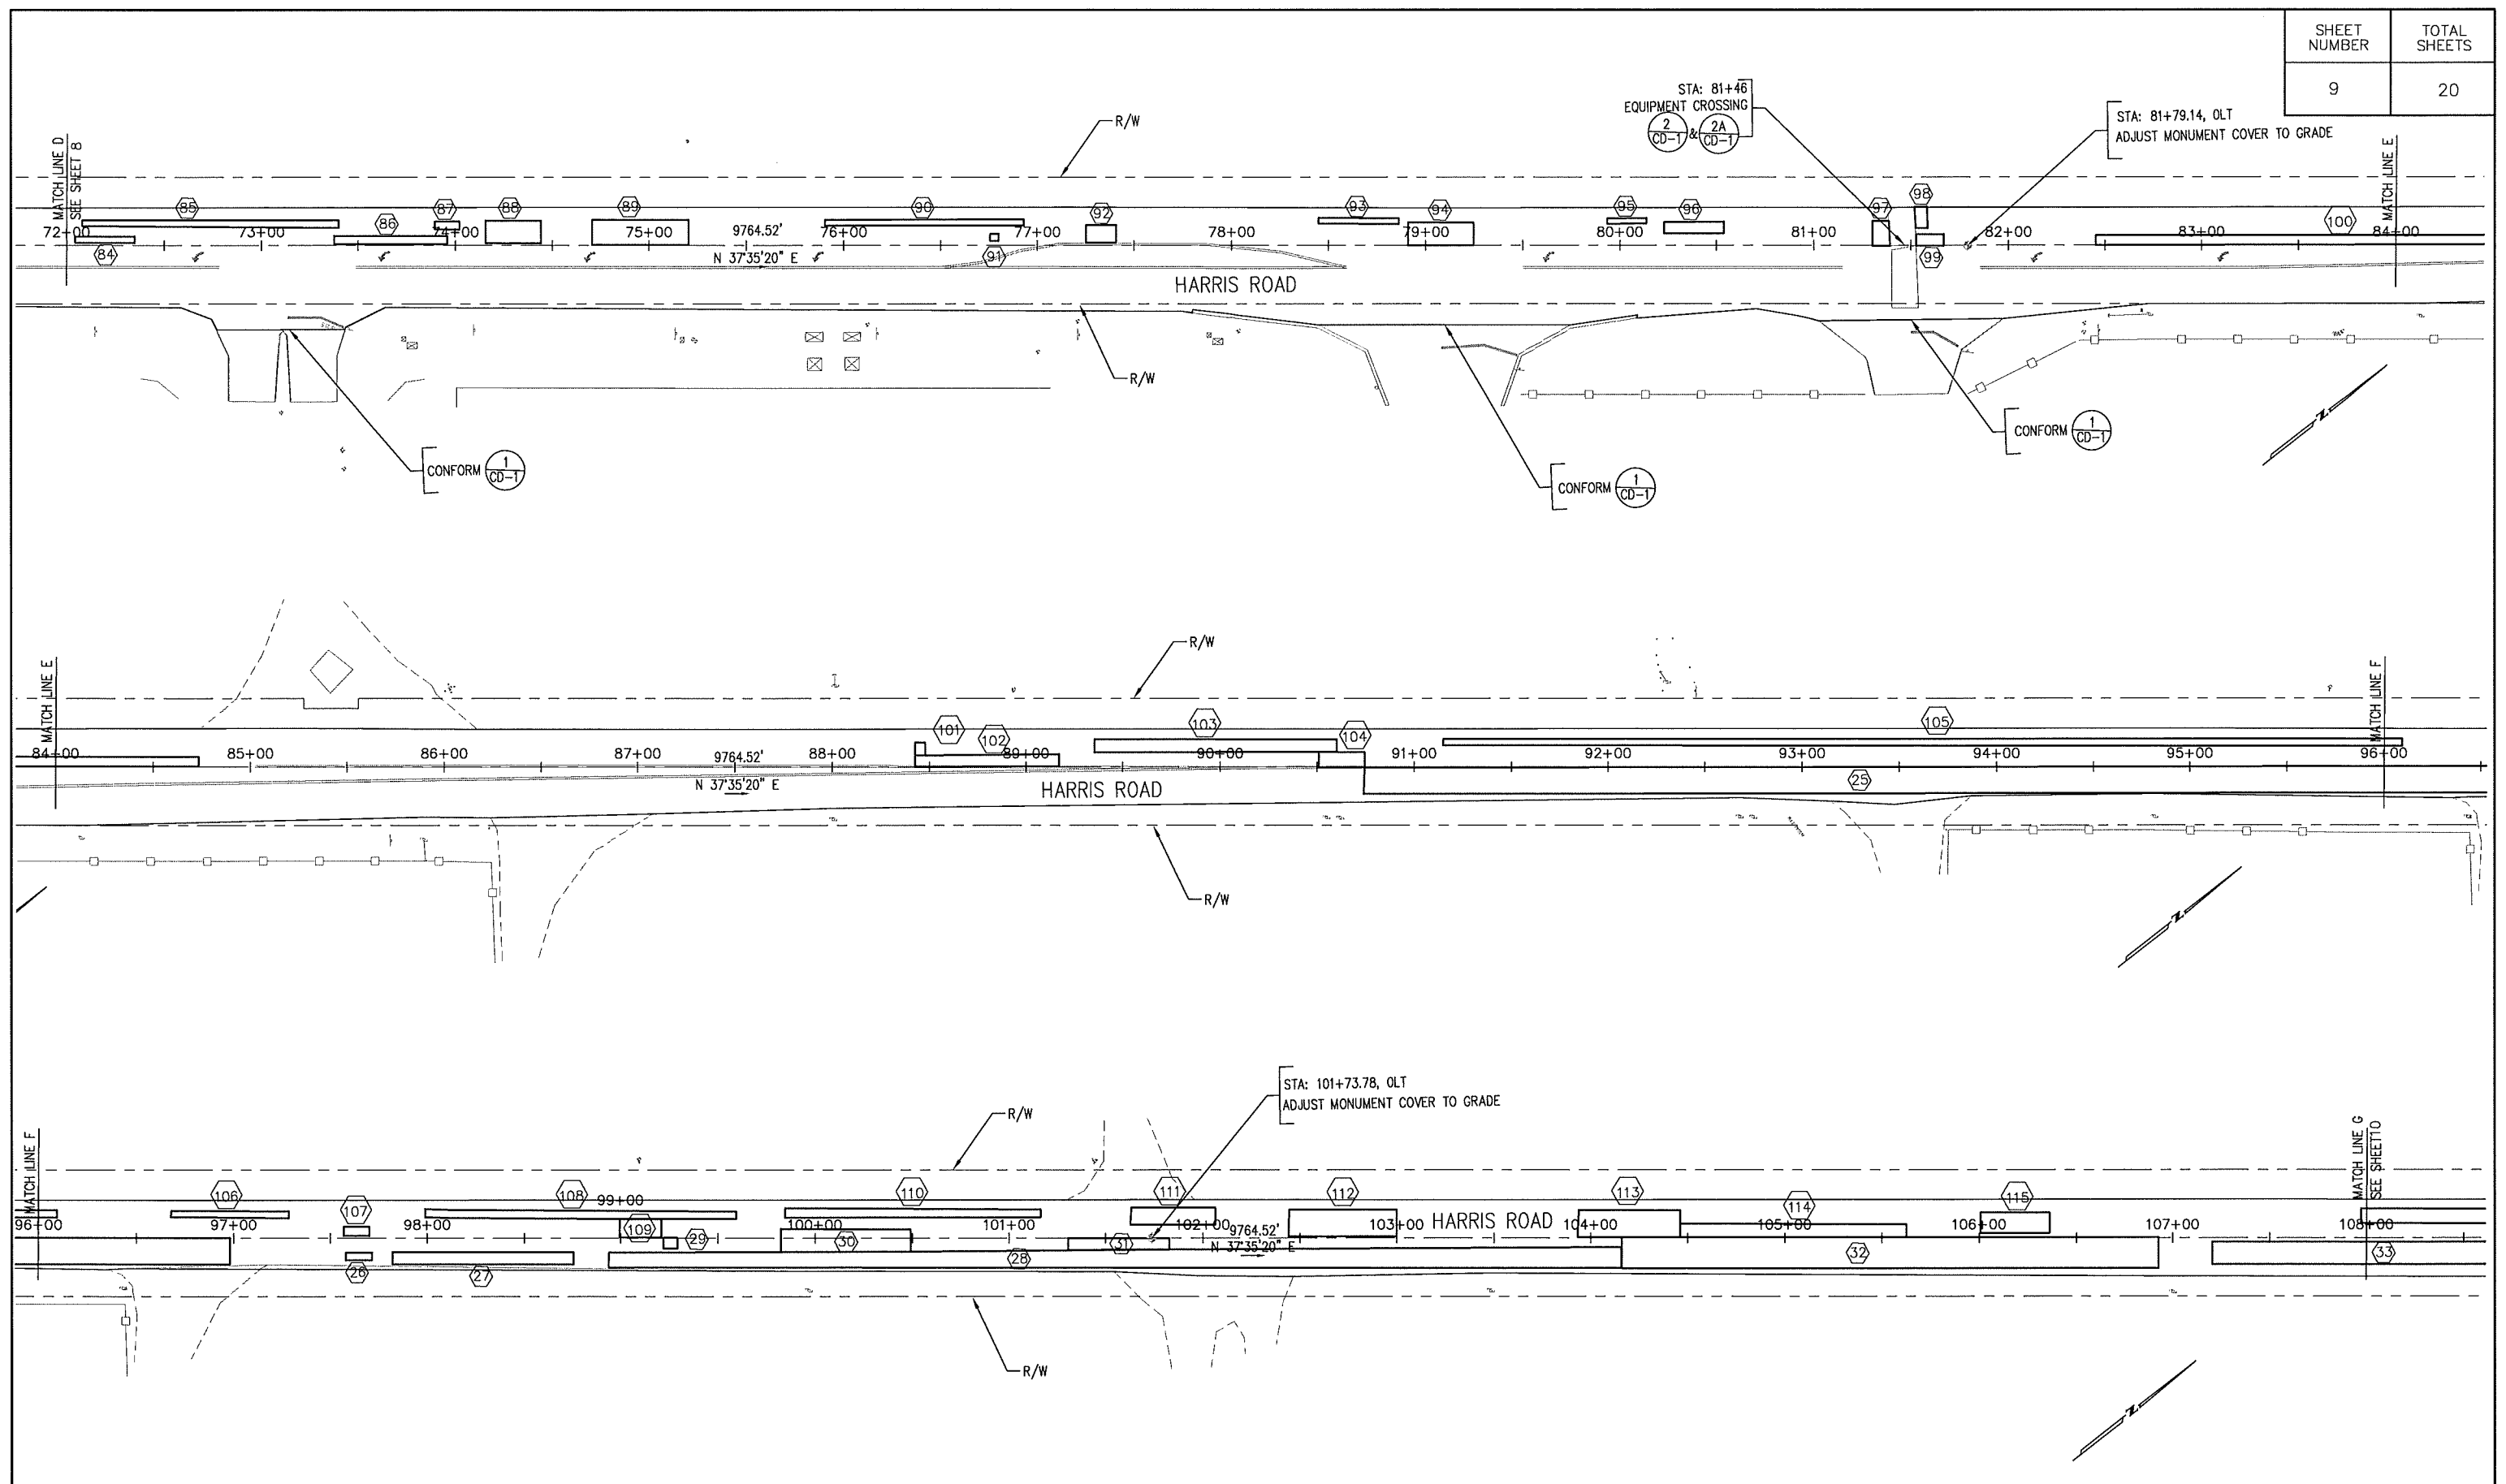 SHEET NUMBER
TOTAL SHEETS
9
20
STA: 81+46
EQUIPMENT CROSSING
2
CD-1
&
2A
CD-1
STA: 81+79.14, 0LT
ADJUST MONUMENT COVER TO GRADE
R/W
MATCH LINE D
SEE SHEET 8
MATCH LINE E
85
86
87
88
89
90
92
93
94
95
96
97
98
100
72+00
73+00
74+00
75+00
9764.52'
76+00
77+00
78+00
79+00
80+00
81+00
82+00
83+00
84+00
84
N 37°35'20" E
91
99
HARRIS ROAD
R/W
CONFORM
1
CD-1
CONFORM
1
CD-1
CONFORM
1
CD-1
Z
MATCH LINE E
R/W
MATCH LINE F
101
102
103
104
105
84+00
85+00
86+00
87+00
9764.52'
88+00
89+00
90+00
91+00
92+00
93+00
94+00
95+00
96+00
N 37°35'20" E
HARRIS ROAD
25
R/W
Z
STA: 101+73.78, 0LT
ADJUST MONUMENT COVER TO GRADE
R/W
MATCH LINE F
MATCH LINE G
SEE SHEET10
106
107
108
99+00
110
111
112
113
114
115
96+00
97+00
98+00
109
29
100+00
101+00
102+00
9764.52'
103+00
HARRIS ROAD
104+00
105+00
106+00
107+00
108+00
30
31
N 37°35'20" E
26
27
28
32
33
R/W
Z